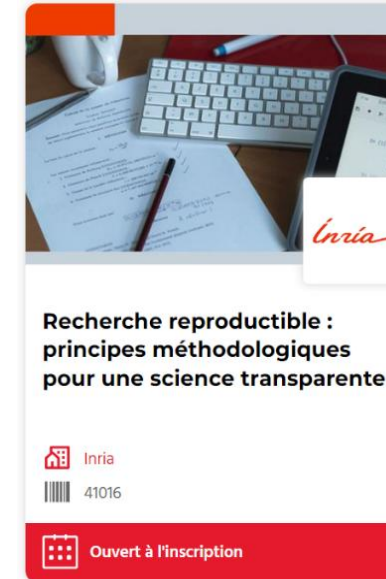 Inria
Recherche reproductible :
principes méthodologiques
pour une science transparente
Inria
41016
Ouvert à l'inscription